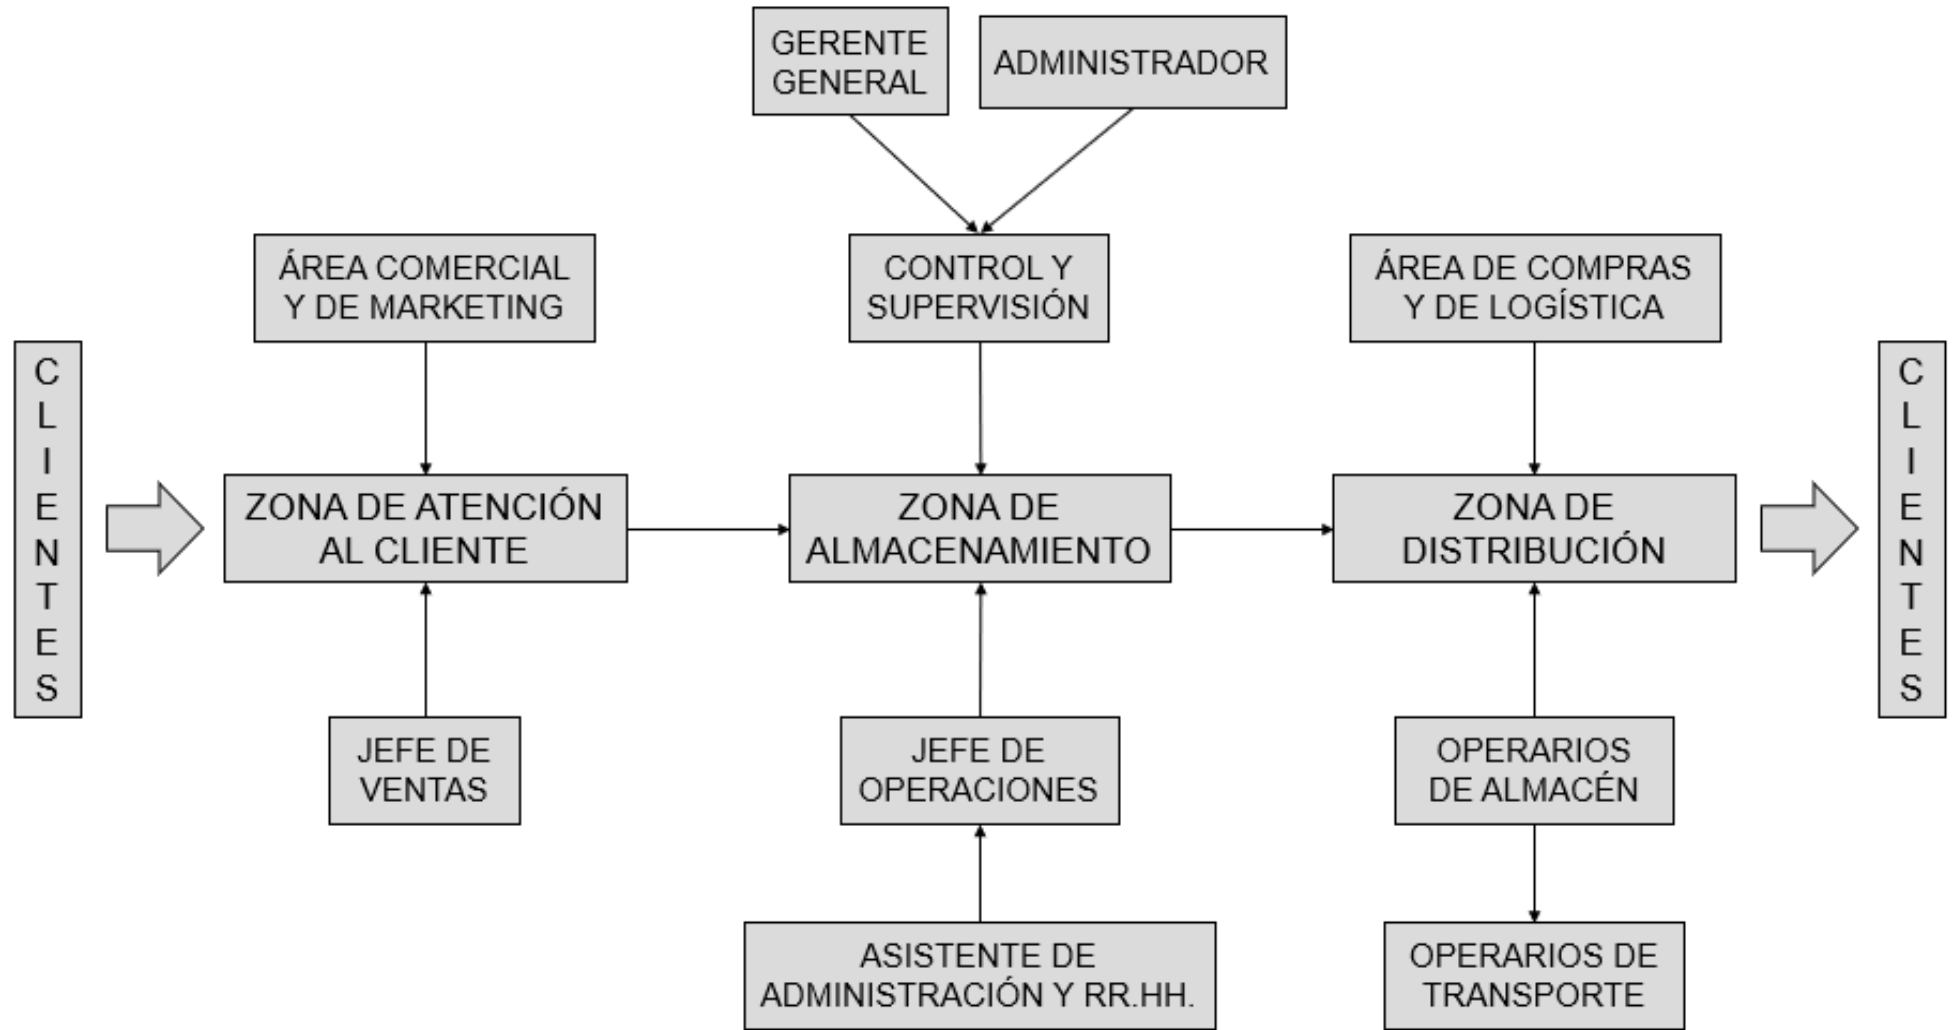 GERENTE
GENERAL
ADMINISTRADOR
ÁREA COMERCIAL
Y DE MARKETING
CONTROL Y
SUPERVISIÓN
ÁREA DE COMPRAS
Y DE LOGÍSTICA
C
L
I
E
N
T
E
S
ZONA DE ATENCIÓN
AL CLIENTE
ZONA DE
ALMACENAMIENTO
ZONA DE
DISTRIBUCIÓN
C
L
I
E
N
T
E
S
JEFE DE
VENTAS
JEFE DE
OPERACIONES
OPERARIOS
DE ALMACÉN
ASISTENTE DE
ADMINISTRACIÓN Y RR.HH.
OPERARIOS DE
TRANSPORTE